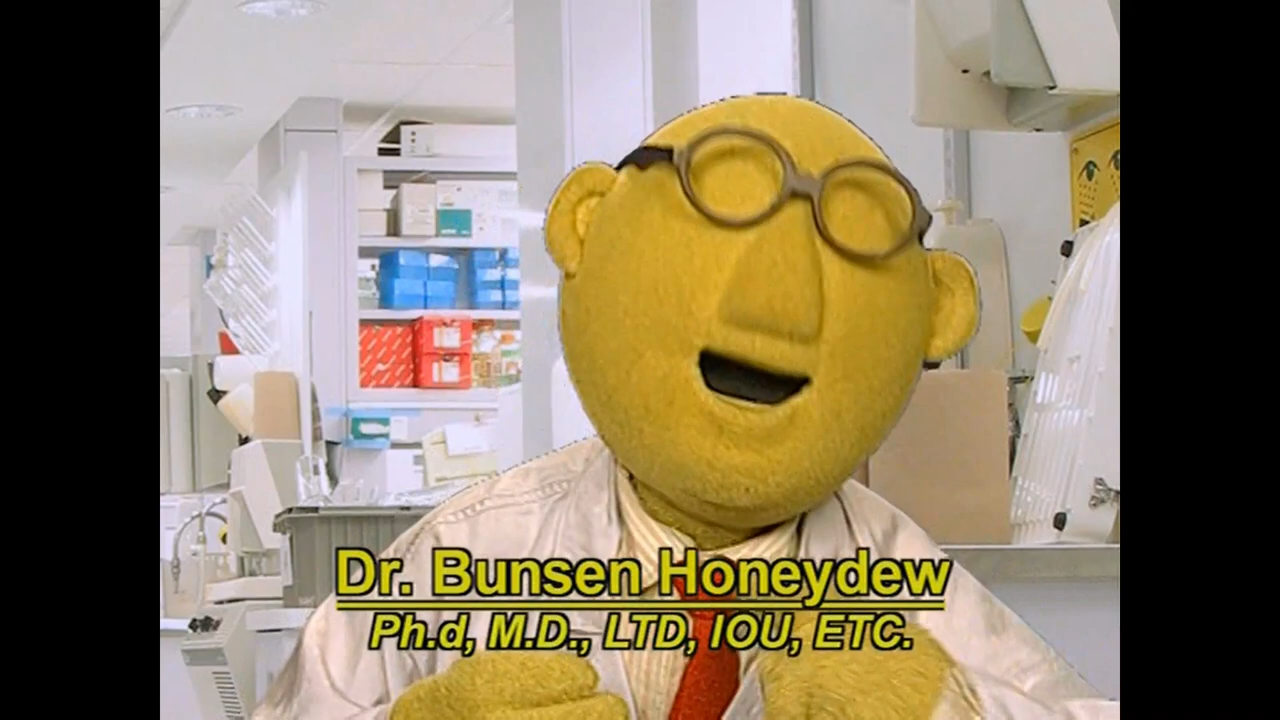 Dr. Bunsen Honeydew
Ph.d, M.D., LTD, IOU, ETC.